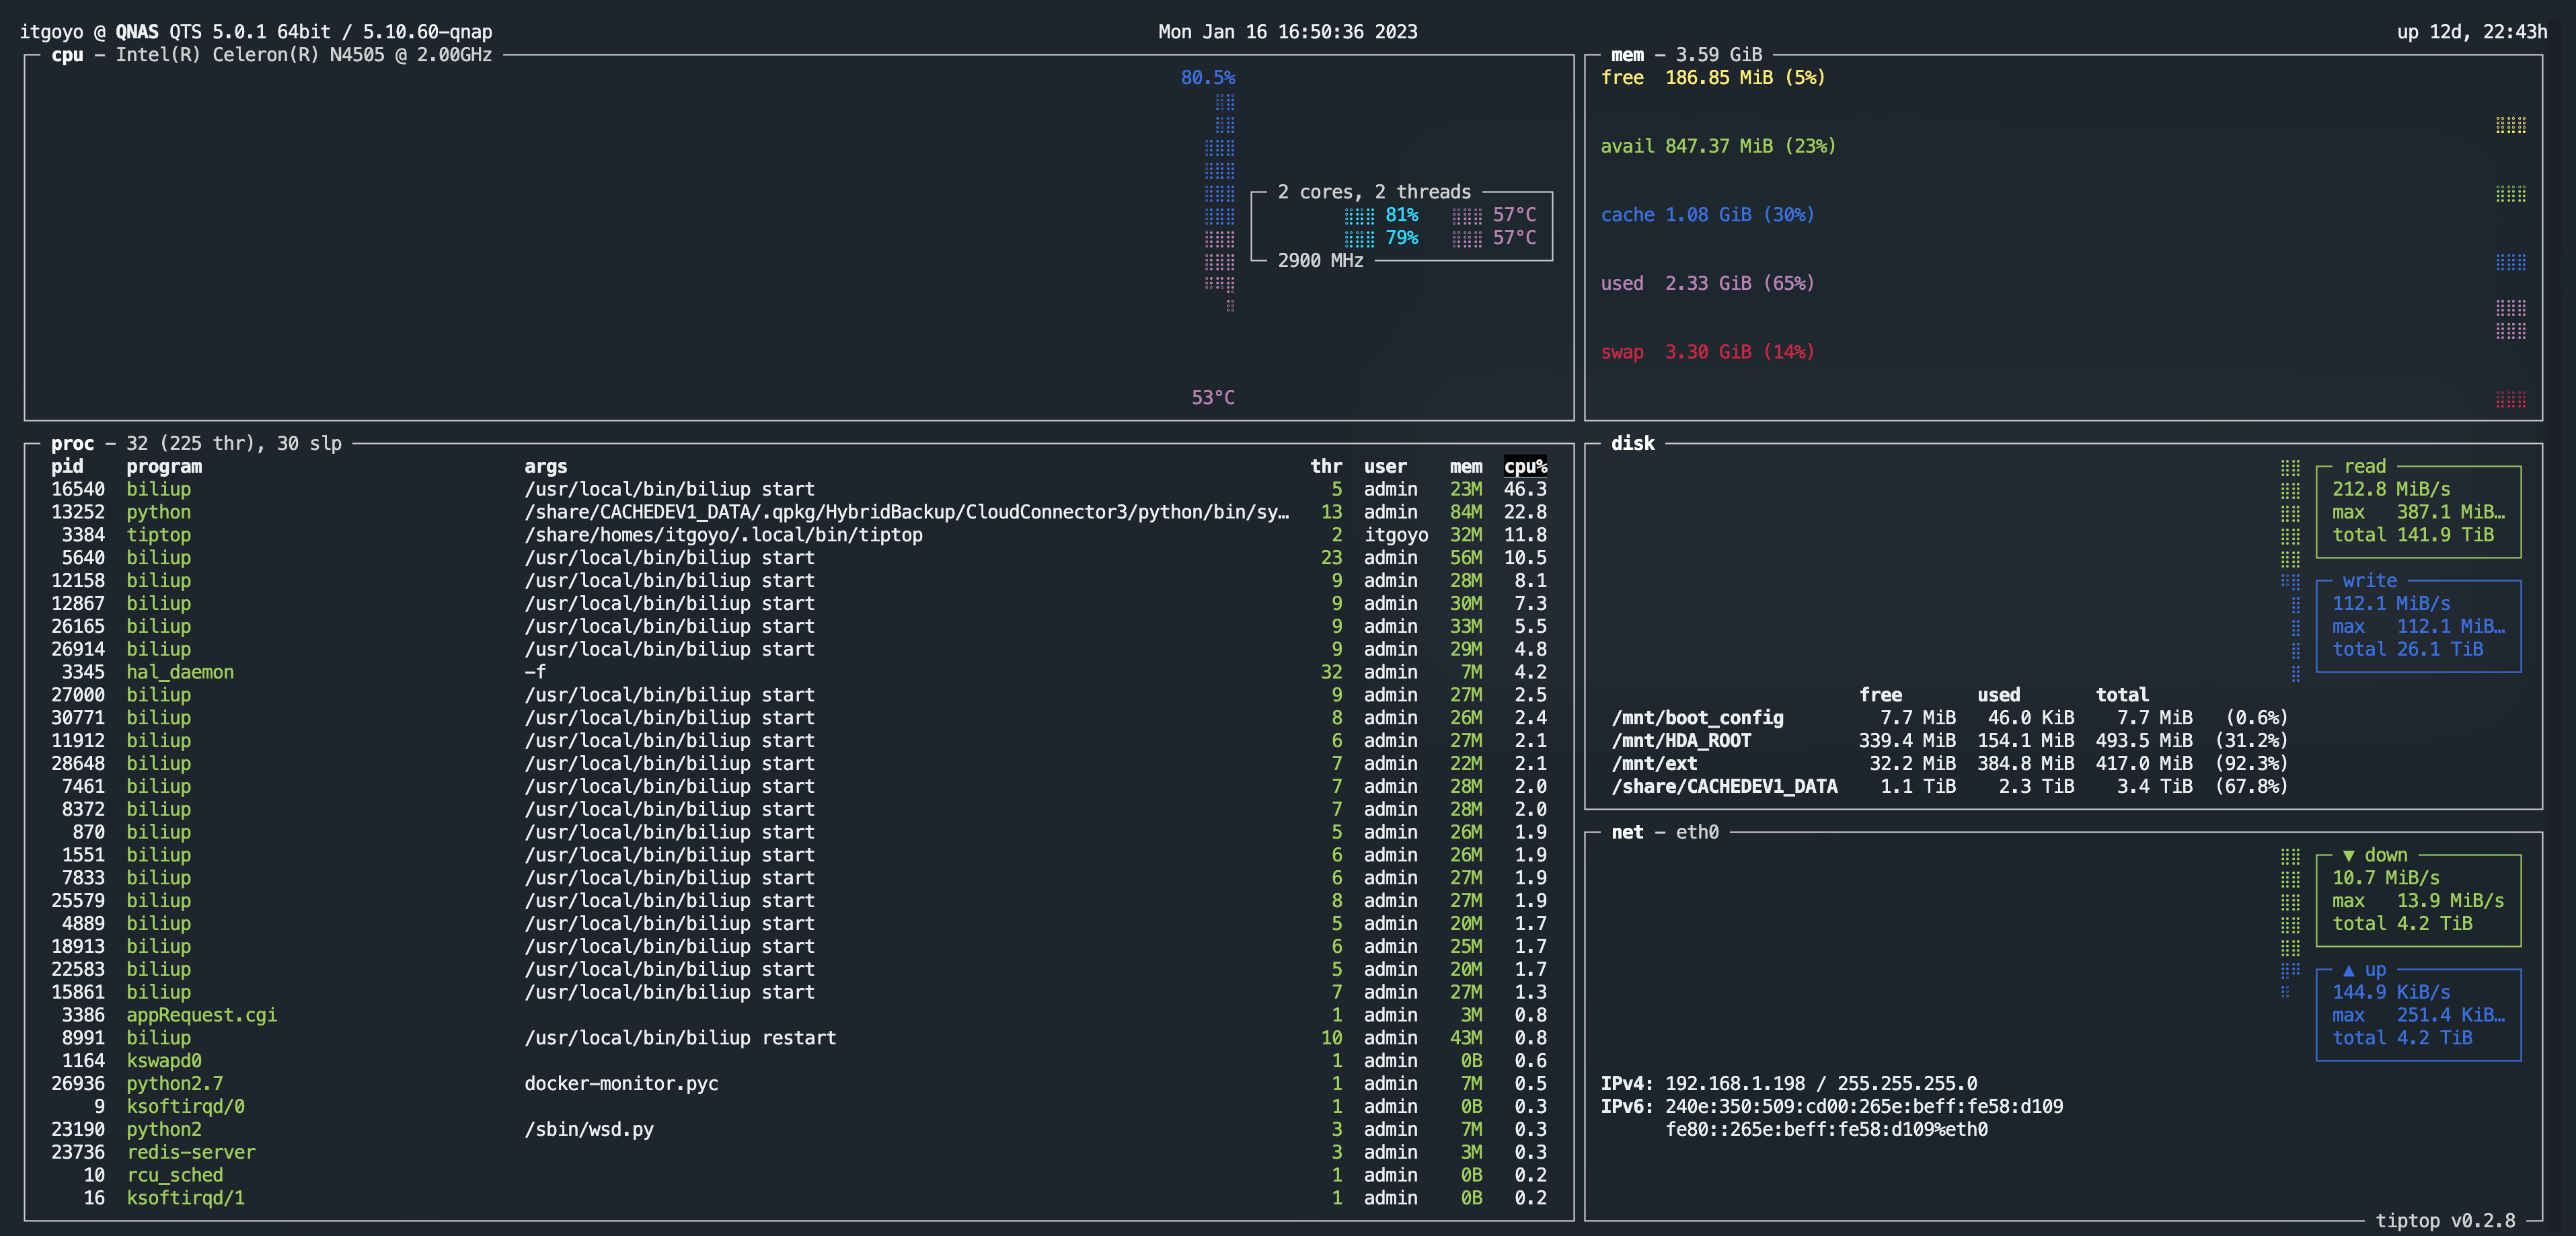 itgoyo @ QNAS QTS 5.0.1 64bit / 5.10.60-qnap Mon Jan 16 16:50:36 2023 up 12d, 22:43h
cpu – Intel(R) Celeron(R) N4505 @ 2.00GHz
80.5%
2 cores, 2 threads
81% 57°C
79% 57°C
2900 MHz
53°C
mem – 3.59 GiB
free 186.85 MiB (5%)
avail 847.37 MiB (23%)
cache 1.08 GiB (30%)
used 2.33 GiB (65%)
swap 3.30 GiB (14%)
proc – 32 (225 thr), 30 slp
pid program args thr user mem cpu%
16540 biliup /usr/local/bin/biliup start 5 admin 23M 46.3
13252 python /share/CACHEDEV1_DATA/.qpkg/HybridBackup/CloudConnector3/python/bin/sy… 13 admin 84M 22.8
3384 tiptop /share/homes/itgoyo/.local/bin/tiptop 2 itgoyo 32M 11.8
5640 biliup /usr/local/bin/biliup start 23 admin 56M 10.5
12158 biliup /usr/local/bin/biliup start 9 admin 28M 8.1
12867 biliup /usr/local/bin/biliup start 9 admin 30M 7.3
26165 biliup /usr/local/bin/biliup start 9 admin 33M 5.5
26914 biliup /usr/local/bin/biliup start 9 admin 29M 4.8
3345 hal_daemon –f 32 admin 7M 4.2
27000 biliup /usr/local/bin/biliup start 9 admin 27M 2.5
30771 biliup /usr/local/bin/biliup start 8 admin 26M 2.4
11912 biliup /usr/local/bin/biliup start 6 admin 27M 2.1
28648 biliup /usr/local/bin/biliup start 7 admin 22M 2.1
7461 biliup /usr/local/bin/biliup start 7 admin 28M 2.0
8372 biliup /usr/local/bin/biliup start 7 admin 28M 2.0
870 biliup /usr/local/bin/biliup start 5 admin 26M 1.9
1551 biliup /usr/local/bin/biliup start 6 admin 26M 1.9
7833 biliup /usr/local/bin/biliup start 6 admin 27M 1.9
25579 biliup /usr/local/bin/biliup start 8 admin 27M 1.9
4889 biliup /usr/local/bin/biliup start 5 admin 20M 1.7
18913 biliup /usr/local/bin/biliup start 6 admin 25M 1.7
22583 biliup /usr/local/bin/biliup start 5 admin 20M 1.7
15861 biliup /usr/local/bin/biliup start 7 admin 27M 1.3
3386 appRequest.cgi 1 admin 3M 0.8
8991 biliup /usr/local/bin/biliup restart 10 admin 43M 0.8
1164 kswapd0 1 admin 0B 0.6
26936 python2.7 docker-monitor.pyc 1 admin 7M 0.5
9 ksoftirqd/0 1 admin 0B 0.3
23190 python2 /sbin/wsd.py 3 admin 7M 0.3
23736 redis-server 3 admin 3M 0.3
10 rcu_sched 1 admin 0B 0.2
16 ksoftirqd/1 1 admin 0B 0.2
disk
read
212.8 MiB/s
max 387.1 MiB…
total 141.9 TiB
write
112.1 MiB/s
max 112.1 MiB…
total 26.1 TiB
free used total
/mnt/boot_config 7.7 MiB 46.0 KiB 7.7 MiB (0.6%)
/mnt/HDA_ROOT 339.4 MiB 154.1 MiB 493.5 MiB (31.2%)
/mnt/ext 32.2 MiB 384.8 MiB 417.0 MiB (92.3%)
/share/CACHEDEV1_DATA 1.1 TiB 2.3 TiB 3.4 TiB (67.8%)
net – eth0
▼ down
10.7 MiB/s
max 13.9 MiB/s
total 4.2 TiB
▲ up
144.9 KiB/s
max 251.4 KiB…
total 4.2 TiB
IPv4: 192.168.1.198 / 255.255.255.0
IPv6: 240e:350:509:cd00:265e:beff:fe58:d109
fe80::265e:beff:fe58:d109%eth0
tiptop v0.2.8